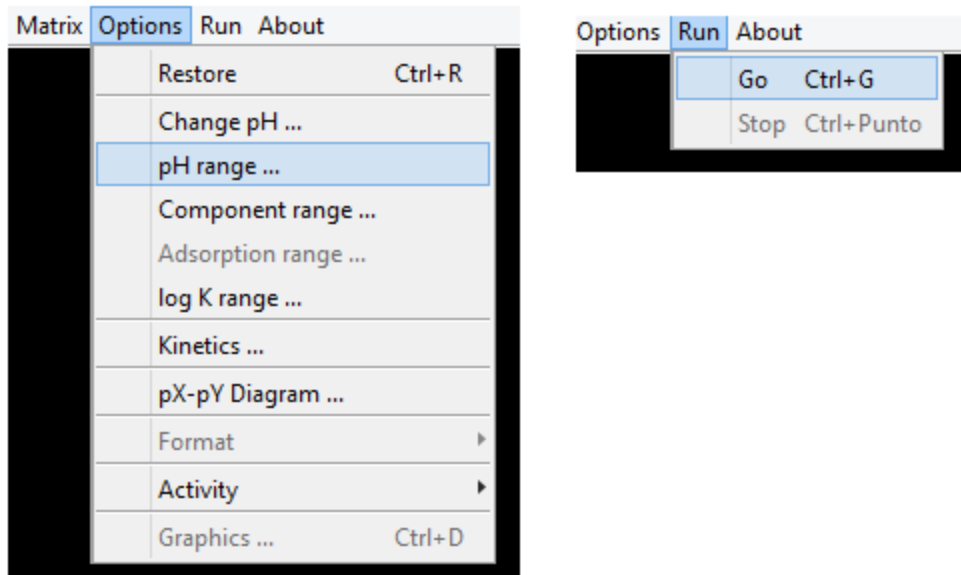 Matrix Options Run About
Restore Ctrl+R
Change pH ...
pH range ...
Component range ...
Adsorption range ...
log K range ...
Kinetics ...
pX-pY Diagram ...
Format
Activity
Graphics ... Ctrl+D
Options Run About
Go Ctrl+G
Stop Ctrl+Punto